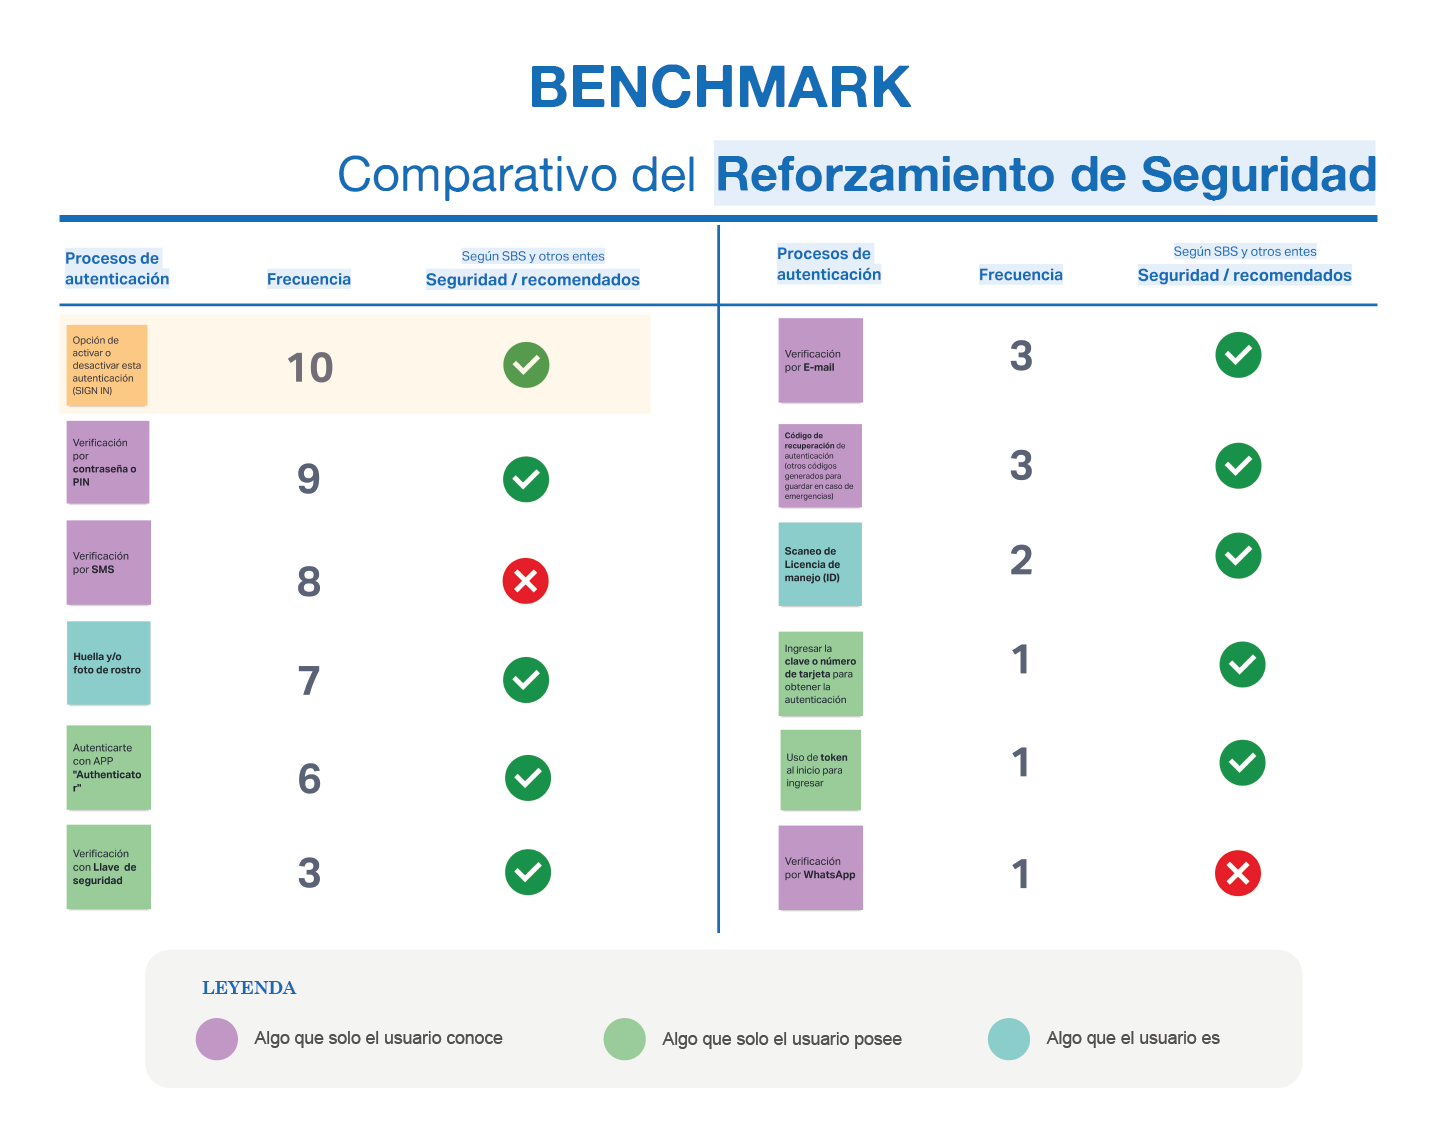 BENCHMARK
Comparativo del Reforzamiento de Seguridad
Procesos de
autenticación
Frecuencia
Según SBS y otros entes
Seguridad / recomendados
Opción de
activar o
desactivar esta
autenticación
(SIGN IN)
10
Verificación
por
contraseña o
PIN
9
Verificación
por SMS
8
Huella y/o
foto de rostro
7
Autenticarte
con APP
"Authenticato
r"
6
Verificación
con Llave de
seguridad
3
Procesos de
autenticación
Frecuencia
Según SBS y otros entes
Seguridad / recomendados
Verificación
por E-mail
3
Código de
recuperación de
autenticación
(otros códigos
generados para
guardar en caso de
emergencias)
3
Scaneo de
Licencia de
manejo (ID)
2
Ingresar la
clave o número
de tarjeta para
obtener la
autenticación
1
Uso de token
al inicio para
ingresar
1
Verificación
por WhatsApp
1
LEYENDA
Algo que solo el usuario conoce
Algo que solo el usuario posee
Algo que el usuario es